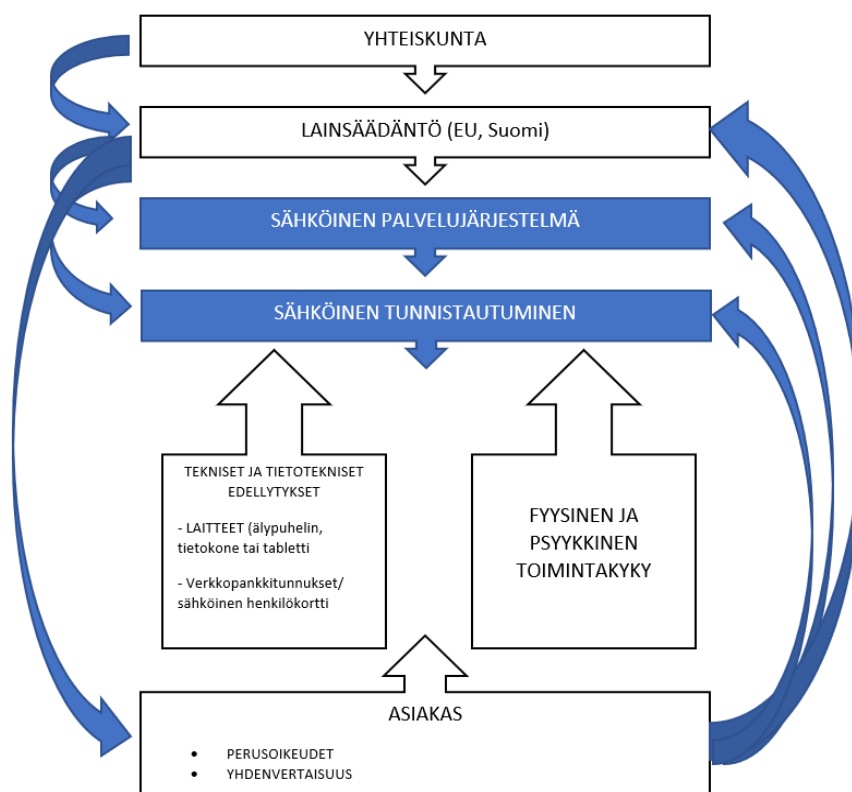 YHTEISKUNTA
LAINSÄÄDÄNTÖ (EU, Suomi)
SÄHKÖINEN PALVELUJÄRJESTELMÄ
SÄHKÖINEN TUNNISTAUTUMINEN
TEKNISET JA TIETOTEKNISET
EDELLYTYKSET
- LAITTEET (älypuhelin,
tietokone tai tabletti
- Verkkopankkitunnukset/
sähköinen henkilökortti
FYYSINEN JA
PSYYKKINEN
TOIMINTAKYKY
ASIAKAS
• PERUSOIKEUDET
• YHDENVERTAISUUS